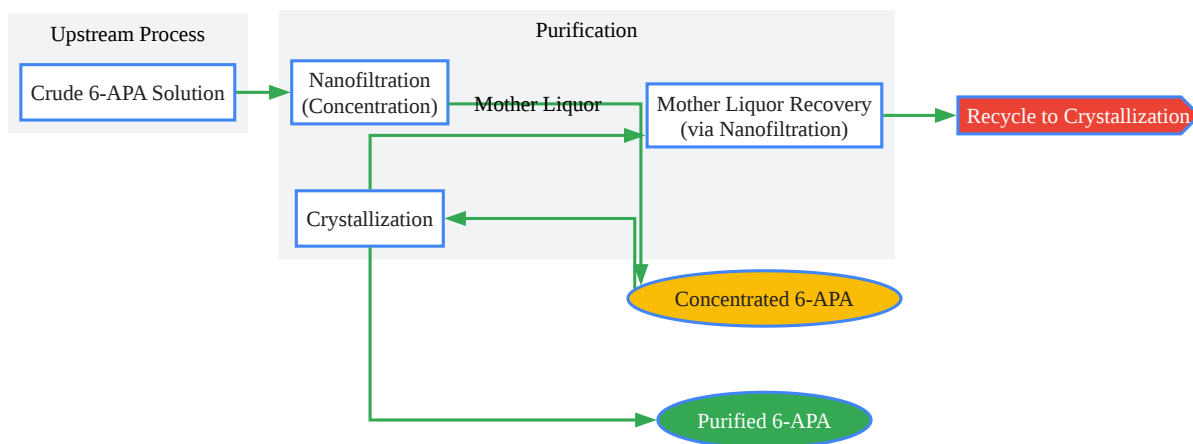 Upstream Process
Crude 6-APA Solution
Purification
Nanofiltration
(Concentration)
Mother Liquor
Mother Liquor Recovery
(via Nanofiltration)
Recycle to Crystallization
Crystallization
Concentrated 6-APA
Purified 6-APA